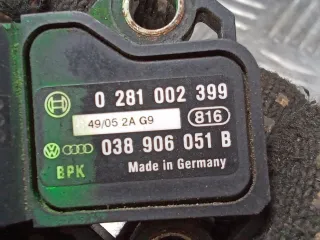 0 281 002 399
49/05 2A G9 816
038 906 051 B
BPK Made in Germany